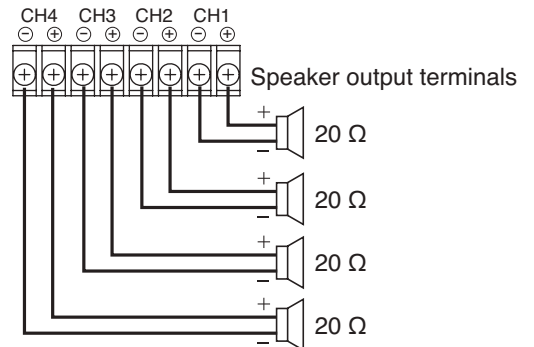 CH4 CH3 CH2 CH1
⊖ ⊕ ⊖ ⊕ ⊖ ⊕ ⊖ ⊕
Speaker output terminals
+
− 20 Ω
+
− 20 Ω
+
− 20 Ω
+
− 20 Ω